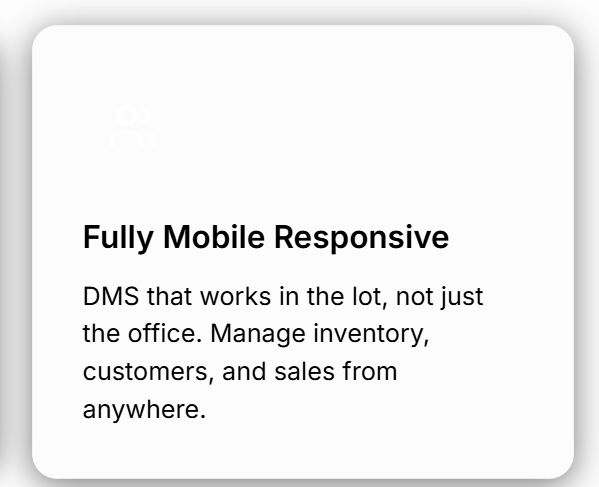 Fully Mobile Responsive
DMS that works in the lot, not just
the office. Manage inventory,
customers, and sales from
anywhere.